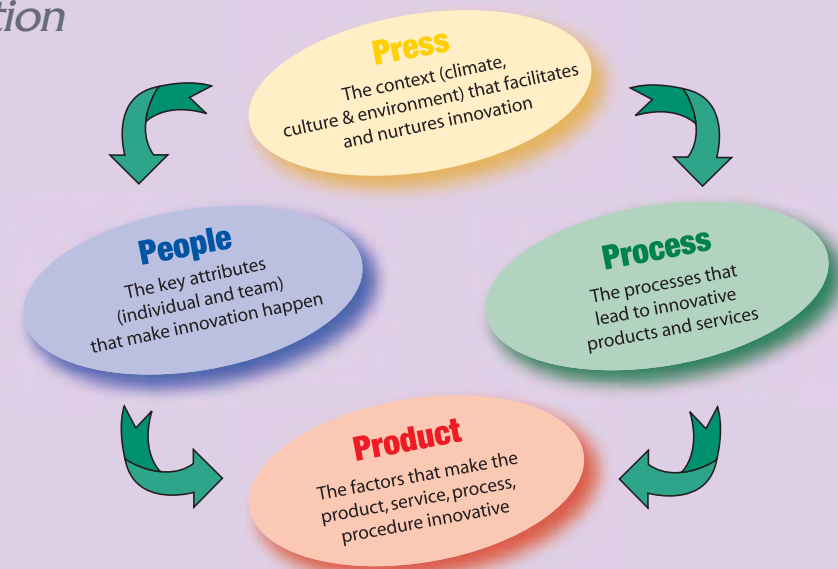 tion
Press
The context (climate,
culture & environment) that facilitates
and nurtures innovation
People
The key attributes
(individual and team)
that make innovation happen
Process
The processes that
lead to innovative
products and services
Product
The factors that make the
product, service, process,
procedure innovative